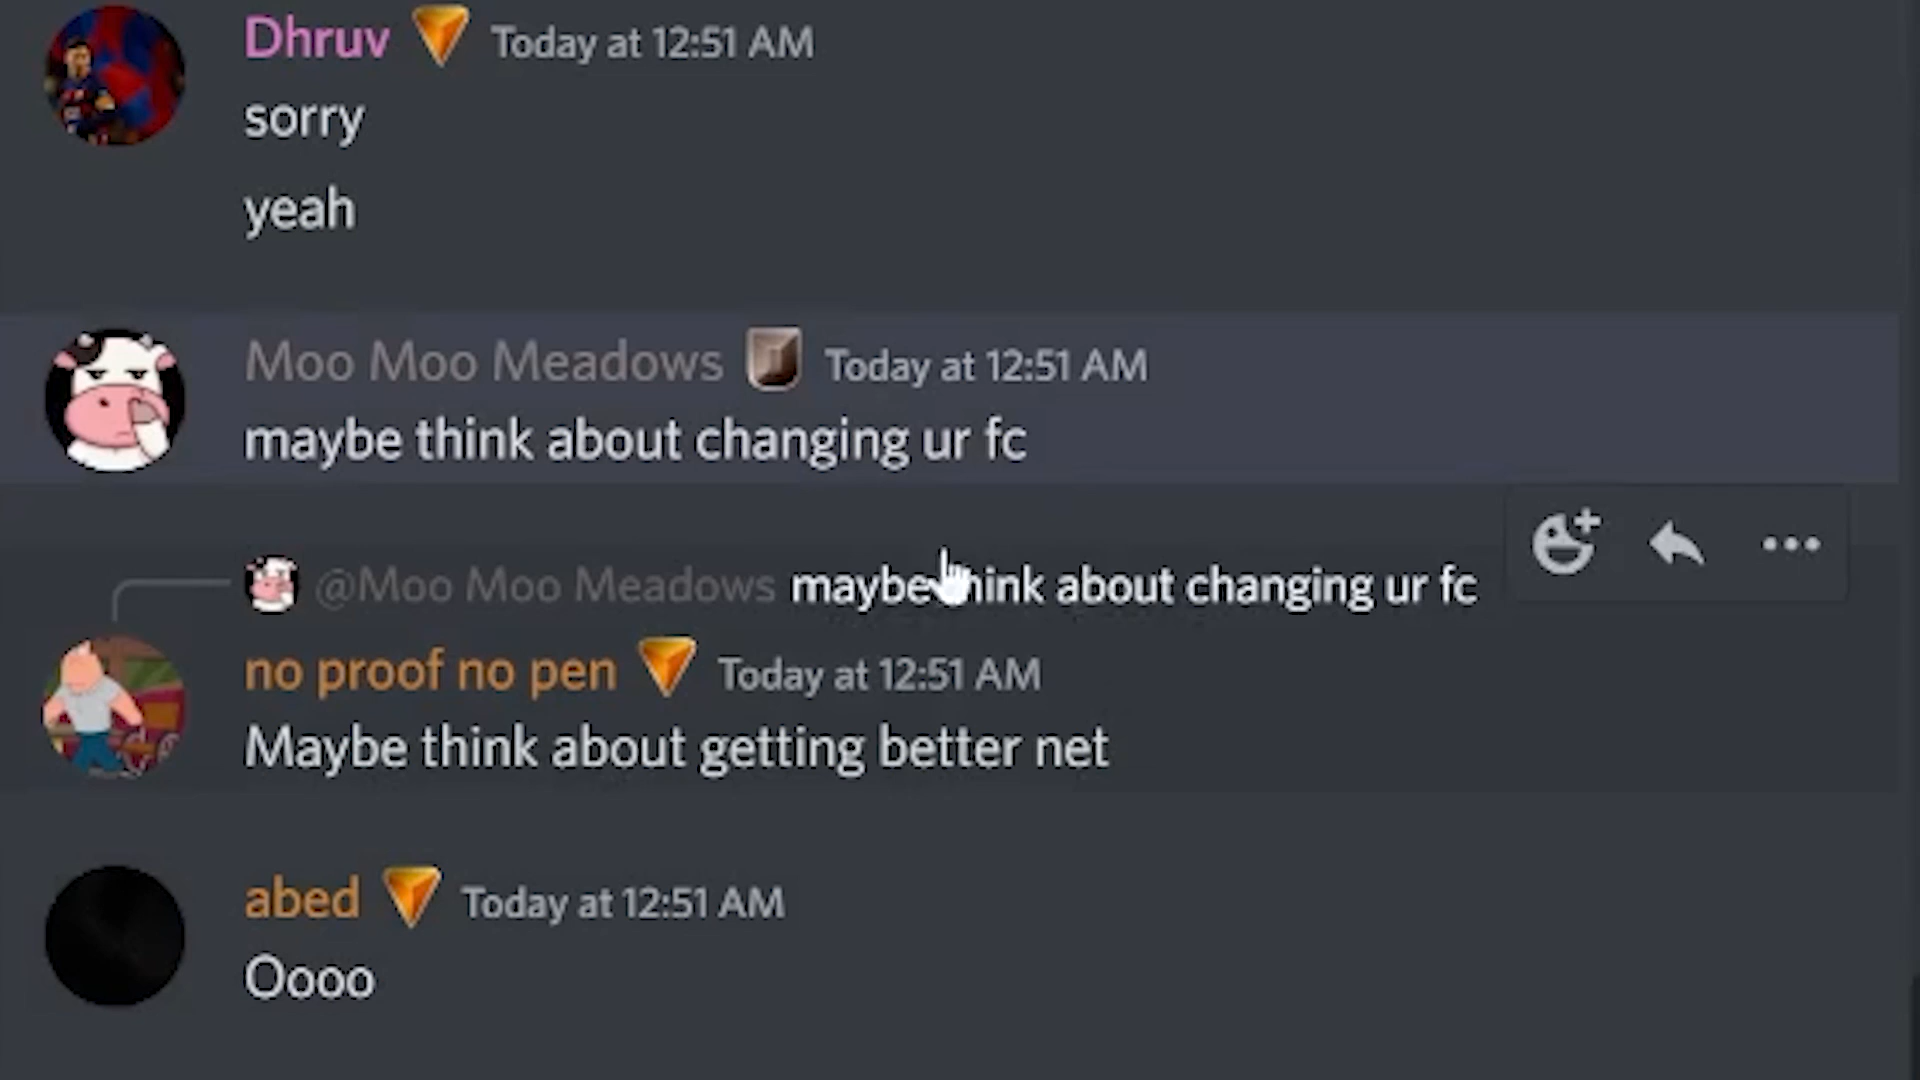 Dhruv Today at 12:51 AM
sorry
yeah
Moo Moo Meadows Today at 12:51 AM
maybe think about changing ur fc
@Moo Moo Meadows maybe think about changing ur fc
no proof no pen Today at 12:51 AM
Maybe think about getting better net
abed Today at 12:51 AM
Oooo